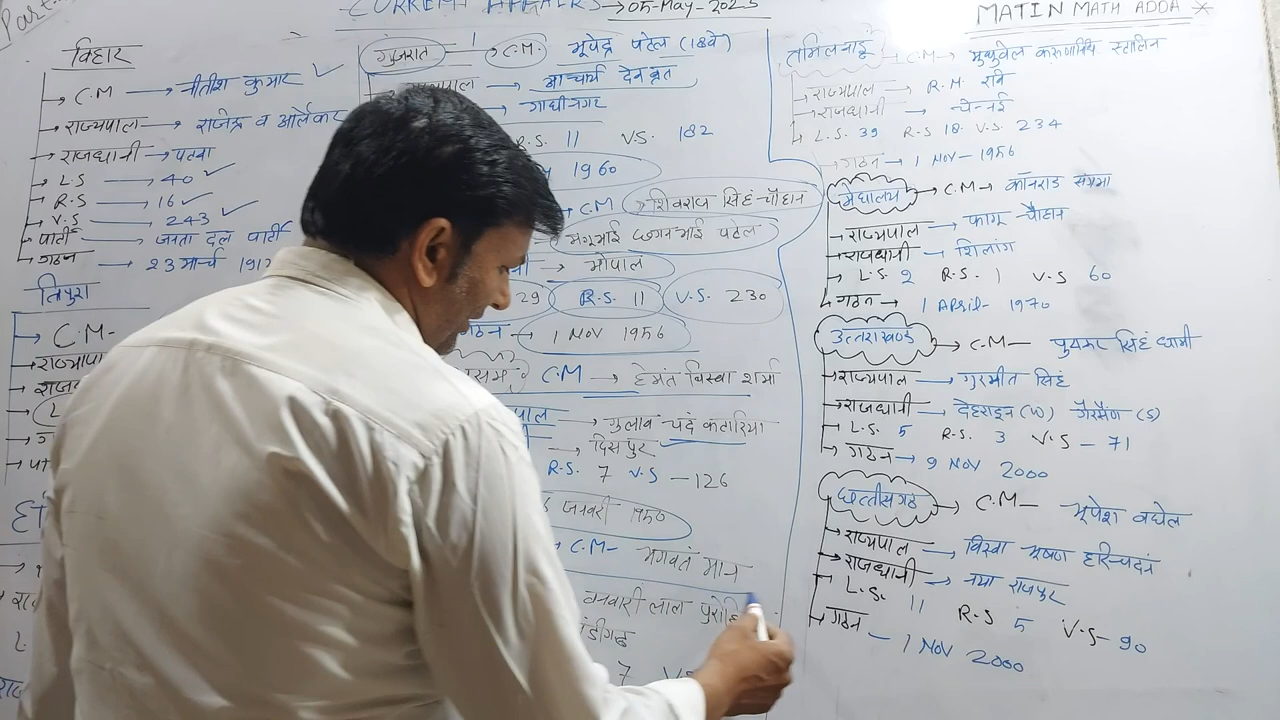 Part-
CURRENT AFFAIRS → 05-May-2023
MATIN MATH ADDA
बिहार
C.M → नीतीश कुमार
राज्यपाल → राजेन्द्र व आर्लेकर
राजधानी → पटना
L.S → 40
R.S → 16
V.S → 243
पार्टी → जनता दल पार्टी
गठन → 23 मार्च 1912
त्रिपुरा
C.M-
राज्यपा
गुजरात → C.M. भूपेन्द्र पटेल (18वे)
राज्यपाल → आचार्य देवव्रत
गांधीनगर
R.S. 11 V.S. 182
1960
C.M शिवराज सिंह चौहान
मंगूभाई छगनभाई पटेल
→ भोपाल
29 R.S. 11 V.S. 230
गठन → 1 NOV 1956
असम C.M → हेमंत बिस्वा शर्मा
पाल → गुलाब चंद कटारिया
दिसपुर
R.S. 7 V.S - 126
जनवरी 1950
C.M- भगवंत मान
बनवारी लाल पुरोहि
चंडीगढ
7 V.S
तमिलनाडु C.M → मुथुवेल करुणानिधि स्टालिन
राज्यपाल → R.N. रवि
राजधानी → चेन्नई
L.S. 39 R.S 18 V.S. 234
गठन → 1 NOV - 1956
मेघालय → C.M → कॉनराड संगमा
राज्यपाल → फागू चौहान
राजधानी → शिलांग
L.S. 2 R.S. 1 V.S 60
गठन → 1 April- 1970
उत्तराखण्ड → C.M— पुष्कर सिंह धामी
राज्यपाल → गुरमीत सिंह
राजधानी → देहरादून (W) गैरसैंण (S)
L.S. 5 R.S. 3 V.S - 71
गठन → 9 NOV 2000
छत्तीसगढ → C.M— भूपेश बघेल
राज्यपाल → बिस्वा भूषण हरिचंदन
राजधानी → नया रायपुर
L.S. 11 R.S 5 V.S- 90
गठन - 1 NOV 2000